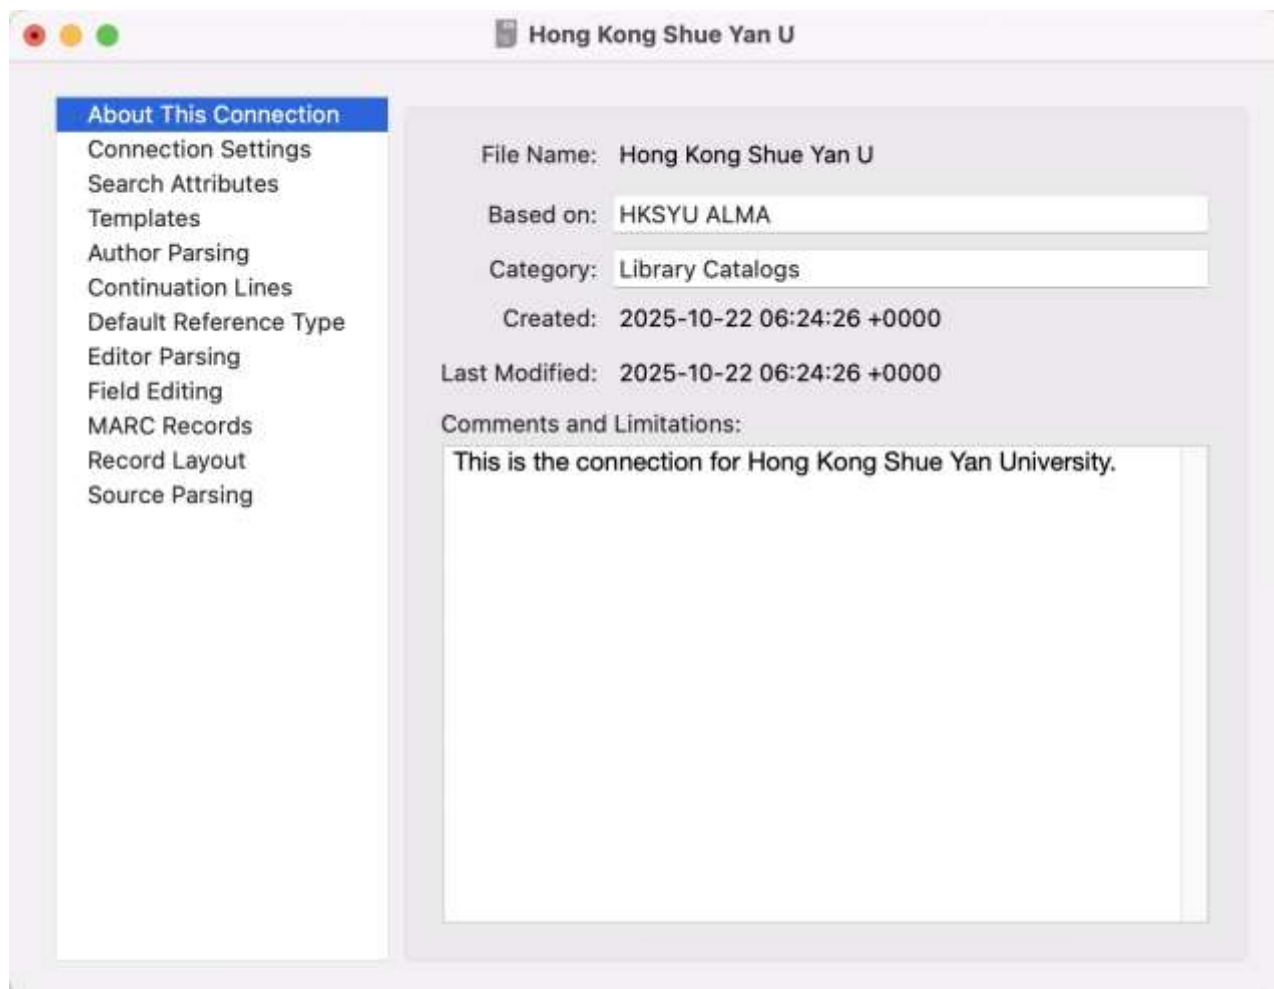 Hong Kong Shue Yan U
About This Connection
Connection Settings
Search Attributes
Templates
Author Parsing
Continuation Lines
Default Reference Type
Editor Parsing
Field Editing
MARC Records
Record Layout
Source Parsing
File Name: Hong Kong Shue Yan U
Based on: HKSYU ALMA
Category: Library Catalogs
Created: 2025-10-22 06:24:26 +0000
Last Modified: 2025-10-22 06:24:26 +0000
Comments and Limitations:
This is the connection for Hong Kong Shue Yan University.